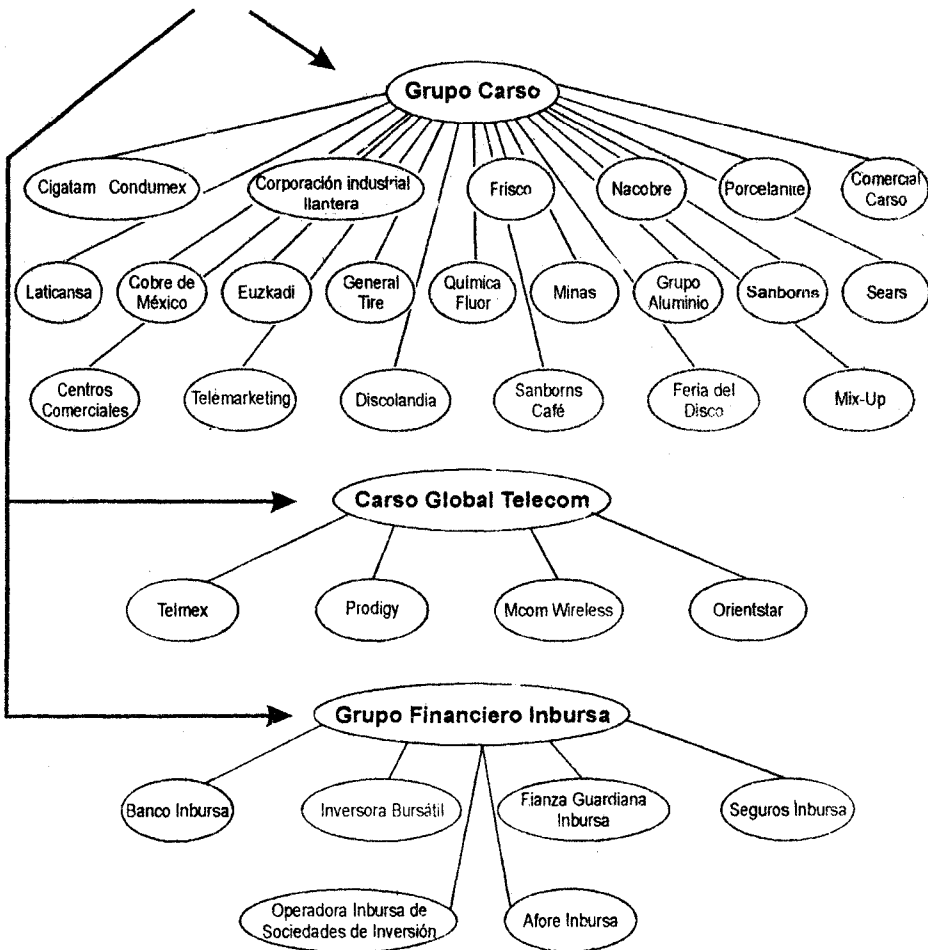 Grupo Carso
Cigatam Condumex
Corporación industrial
llantera
Frisco
Nacobre
Porcelanite
Comercial
Carso
Laticansa
Cobre de
México
Euzkadi
General
Tire
Química
Fluor
Minas
Grupo
Aluminio
Sanborns
Sears
Centros
Comerciales
Telemarketing
Discolandia
Sanborns
Café
Feria del
Disco
Mix-Up
Carso Global Telecom
Telmex
Prodigy
Mcom Wireless
Orientstar
Grupo Financiero Inbursa
Banco Inbursa
Inversora Bursátil
Fianza Guardiana
Inbursa
Seguros Inbursa
Operadora Inbursa de
Sociedades de Inversión
Afore Inbursa